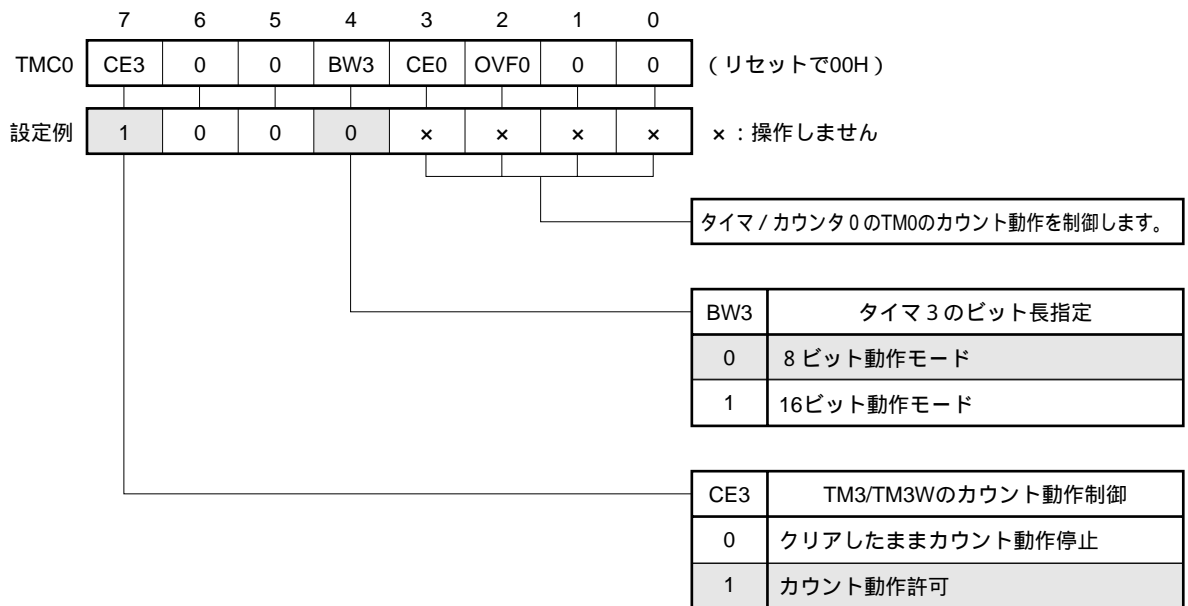 7 6 5 4 3 2 1 0
TMC0 CE3 0 0 BW3 CE0 OVF0 0 0 (リセットで00H)
設定例 1 0 0 0 × × × × ×:操作しません
タイマ/カウンタ0のTM0のカウント動作を制御します。
BW3 タイマ3のビット長指定
0 8ビット動作モード
1 16ビット動作モード
CE3 TM3/TM3Wのカウント動作制御
0 クリアしたままカウント動作停止
1 カウント動作許可